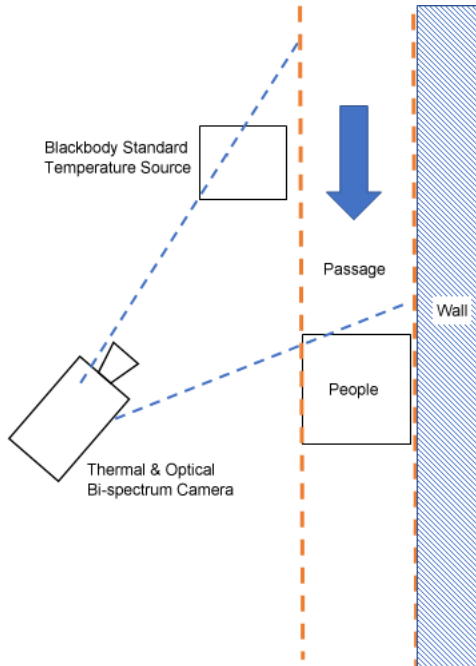 Blackbody Standard
Temperature Source
Passage
Wall
People
Thermal & Optical
Bi-spectrum Camera